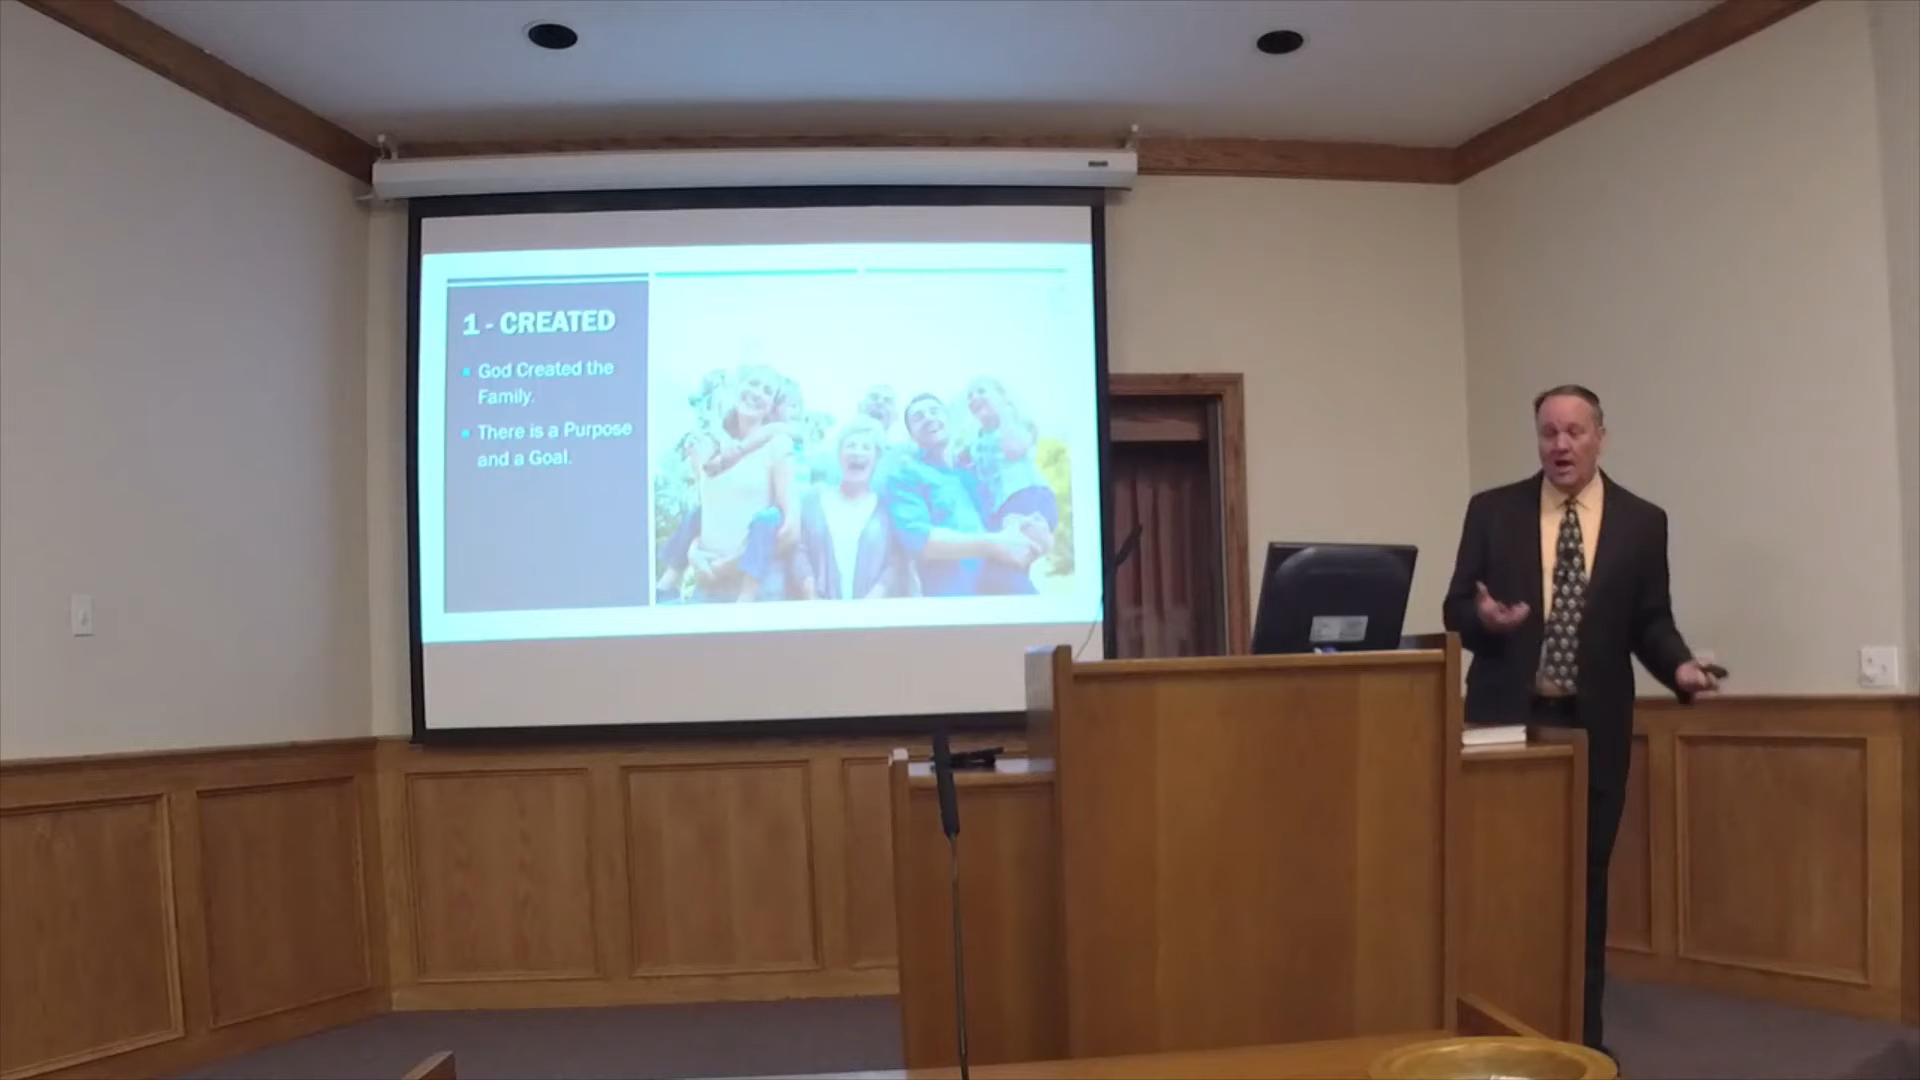 1 - CREATED
God Created the
Family.
There is a Purpose
and a Goal.